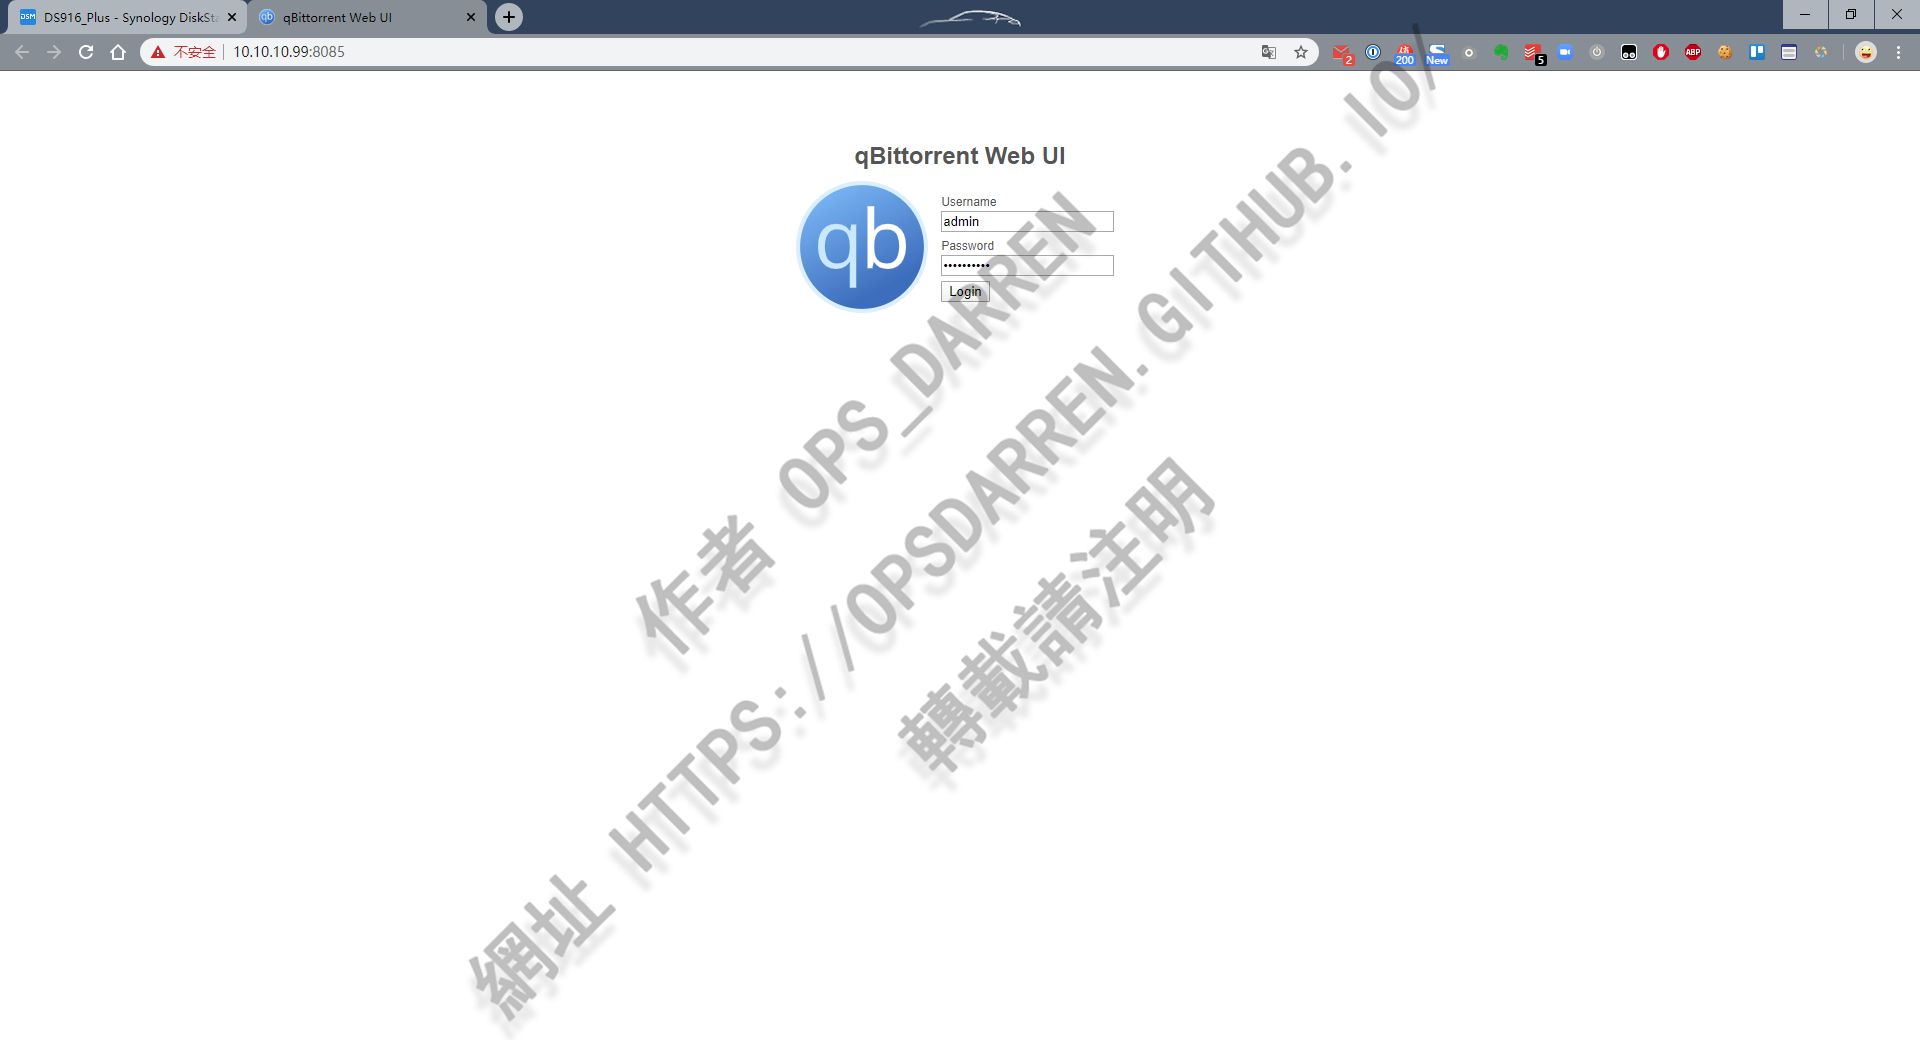 DS916_Plus - Synology DiskSta
qBittorrent Web UI
不安全
10.10.10.99:8085
2
200
New
5
ABP
qBittorrent Web UI
qb
Username
admin
Password
••••••••••
Login
作者 OPS_DARREN
網址 HTTPS://OPSDARREN.GITHUB.IO/
轉載請注明